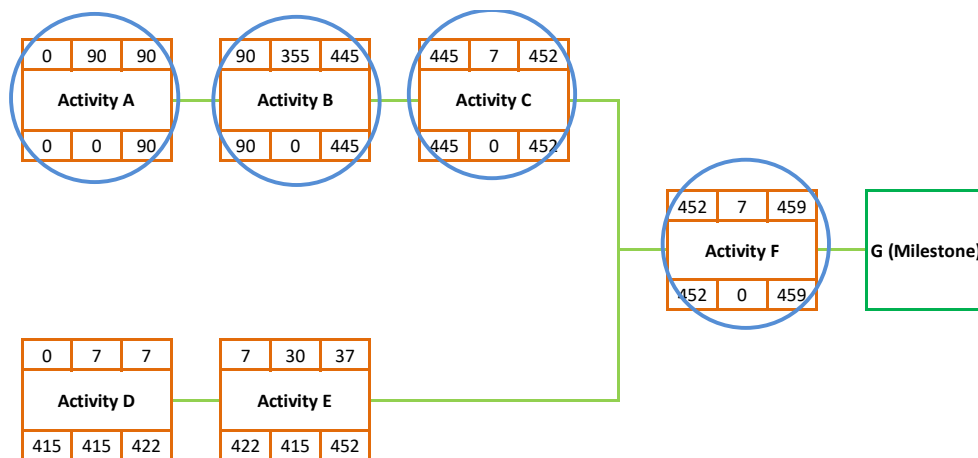 0 90 90
Activity A
0 0 90
90 355 445
Activity B
90 0 445
445 7 452
Activity C
445 0 452
452 7 459
Activity F
452 0 459
G (Milestone)
0 7 7
Activity D
415 415 422
7 30 37
Activity E
422 415 452